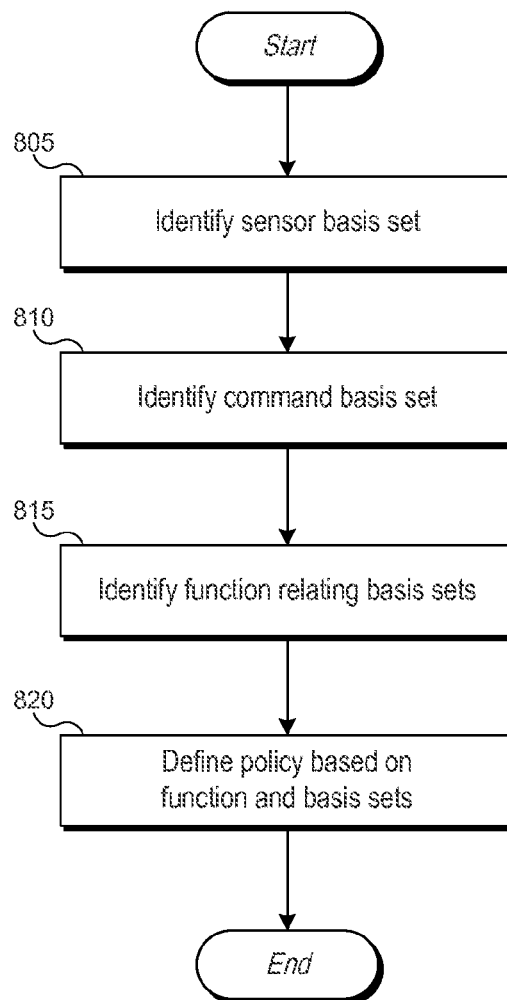 Start
805
Identify sensor basis set
810
Identify command basis set
815
Identify function relating basis sets
820
Define policy based on
function and basis sets
End